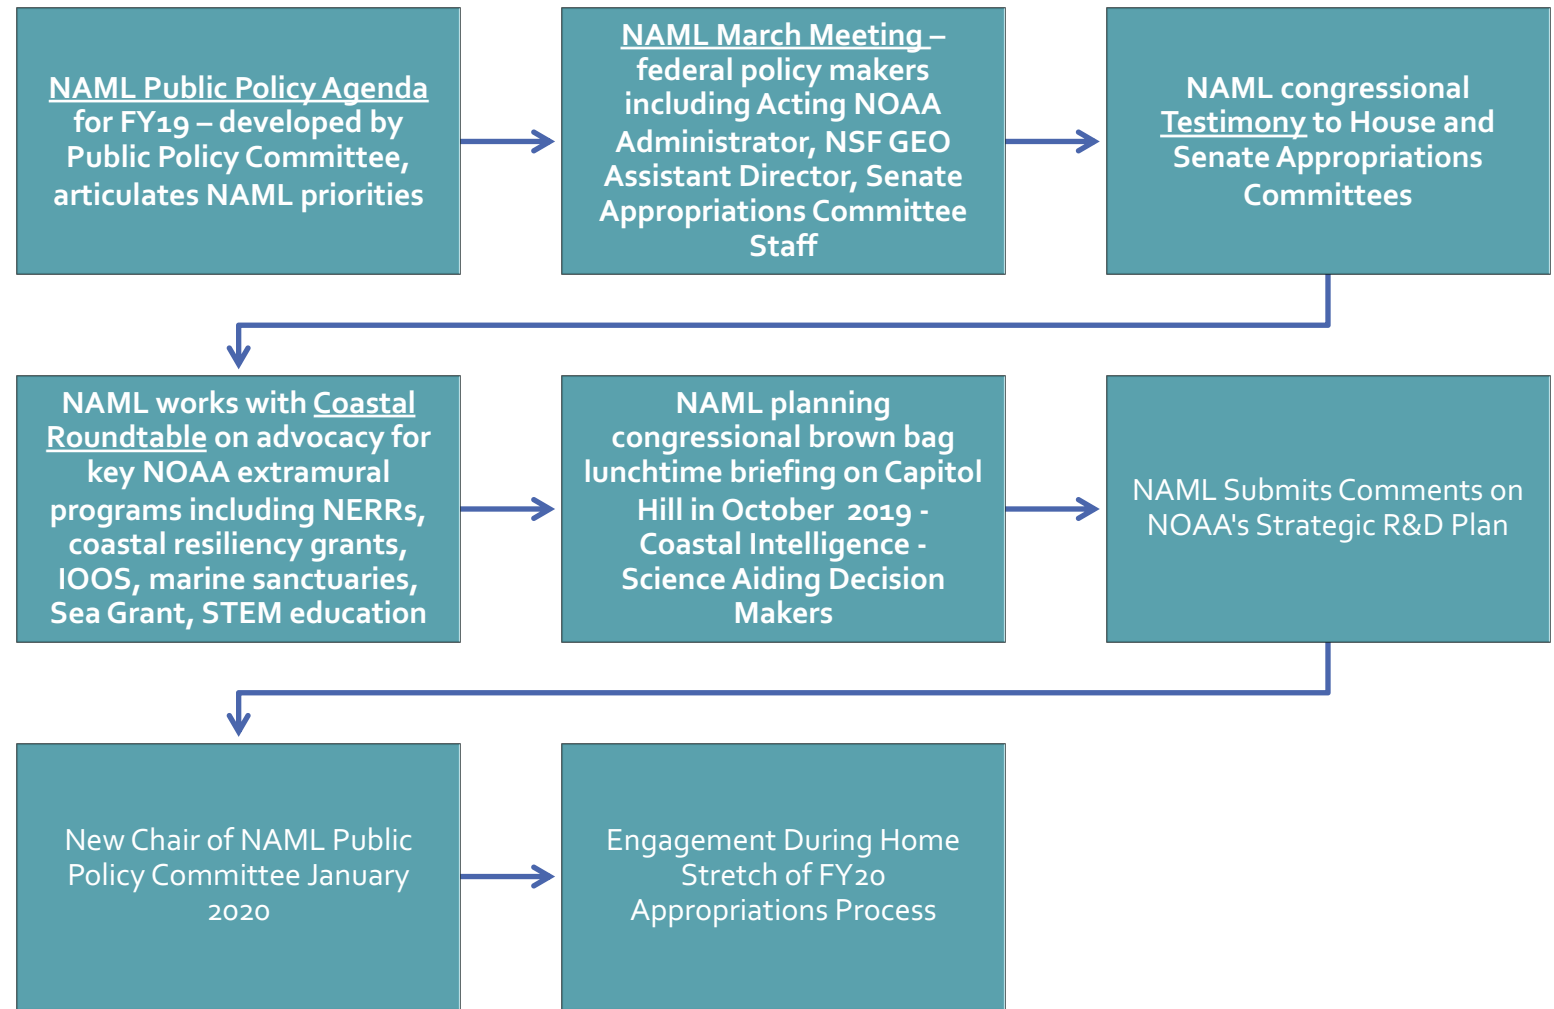 NAML Public Policy Agenda
for FY19 – developed by
Public Policy Committee,
articulates NAML priorities
NAML March Meeting –
federal policy makers
including Acting NOAA
Administrator, NSF GEO
Assistant Director, Senate
Appropriations Committee
Staff
NAML congressional
Testimony to House and
Senate Appropriations
Committees
NAML works with Coastal
Roundtable on advocacy for
key NOAA extramural
programs including NERRs,
coastal resiliency grants,
IOOS, marine sanctuaries,
Sea Grant, STEM education
NAML planning
congressional brown bag
lunchtime briefing on Capitol
Hill in October 2019 -
Coastal Intelligence -
Science Aiding Decision
Makers
NAML Submits Comments on
NOAA's Strategic R&D Plan
New Chair of NAML Public
Policy Committee January
2020
Engagement During Home
Stretch of FY20
Appropriations Process